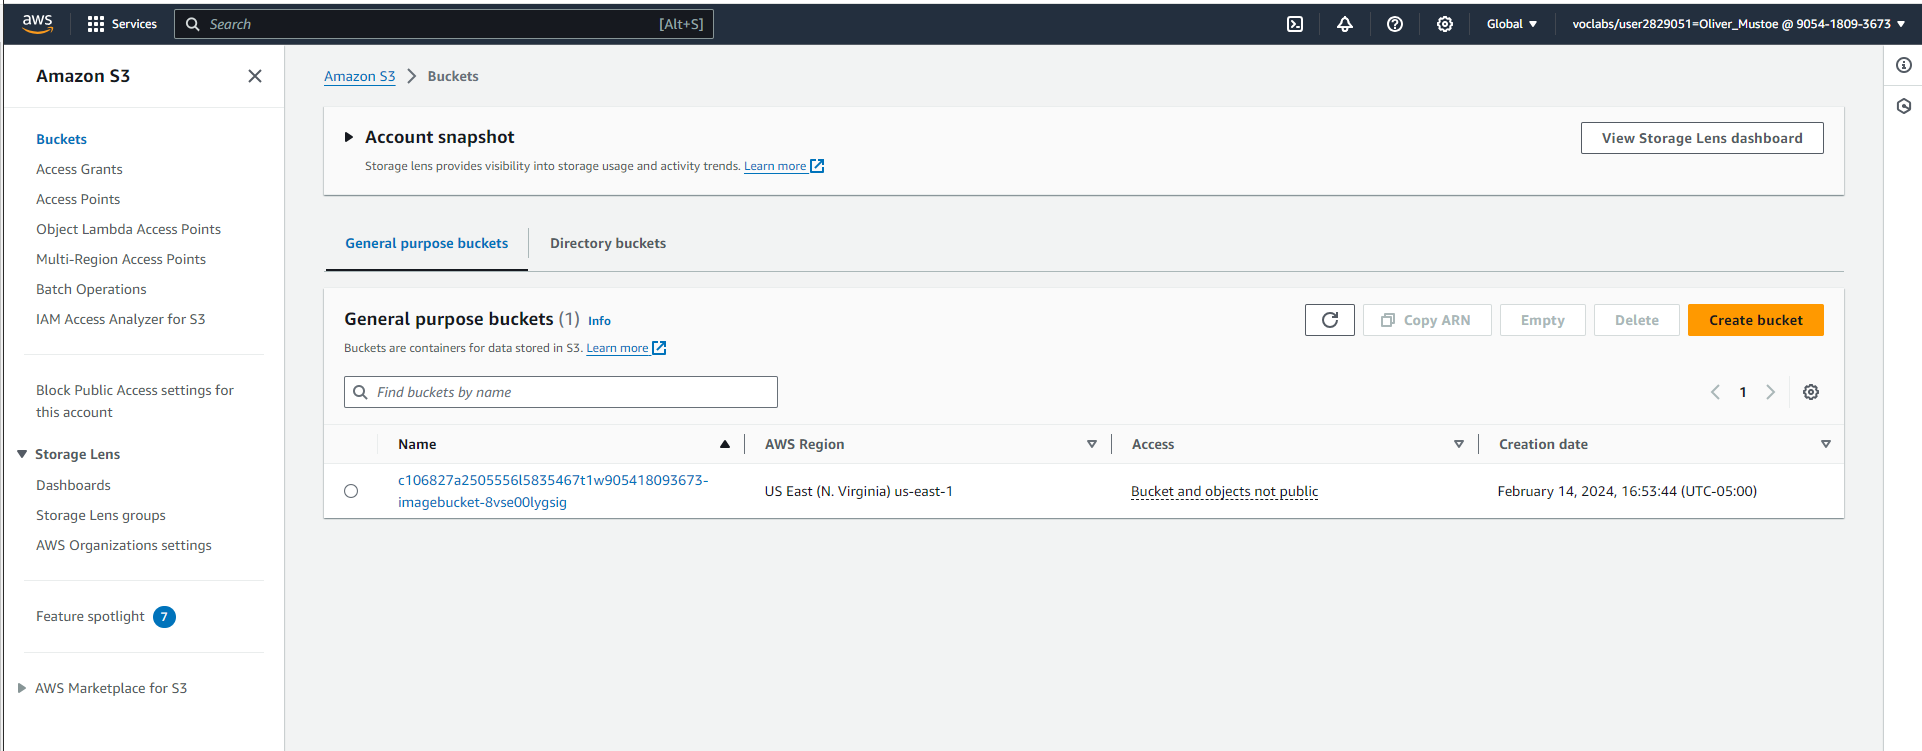 aws
Services
Search [Alt+S]
Global
voclabs/user2829051=Oliver_Mustoe @ 9054-1809-3673
Amazon S3
Buckets
Access Grants
Access Points
Object Lambda Access Points
Multi-Region Access Points
Batch Operations
IAM Access Analyzer for S3
Block Public Access settings for
this account
Storage Lens
Dashboards
Storage Lens groups
AWS Organizations settings
Feature spotlight 7
AWS Marketplace for S3
Amazon S3 > Buckets
Account snapshot
Storage lens provides visibility into storage usage and activity trends. Learn more
View Storage Lens dashboard
General purpose buckets
Directory buckets
General purpose buckets (1) Info
Buckets are containers for data stored in S3. Learn more
Copy ARN
Empty
Delete
Create bucket
Find buckets by name
1
Name
AWS Region
Access
Creation date
c106827a2505556l5835467t1w905418093673-
imagebucket-8vse00lygsig
US East (N. Virginia) us-east-1
Bucket and objects not public
February 14, 2024, 16:53:44 (UTC-05:00)